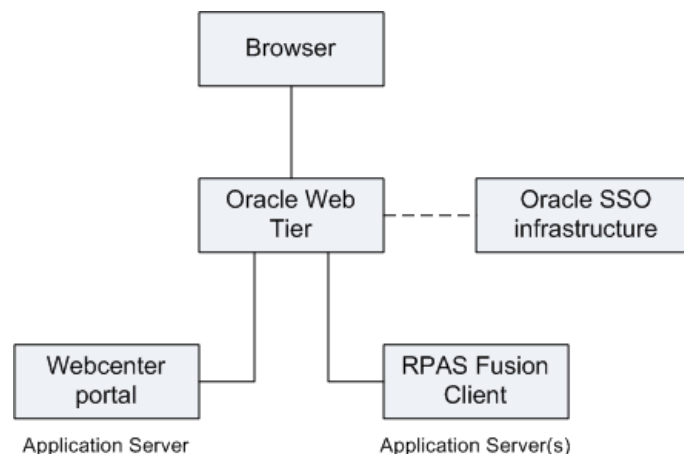 Browser
Oracle Web
Tier
Oracle SSO
infrastructure
Webcenter
portal
RPAS Fusion
Client
Application Server
Application Server(s)